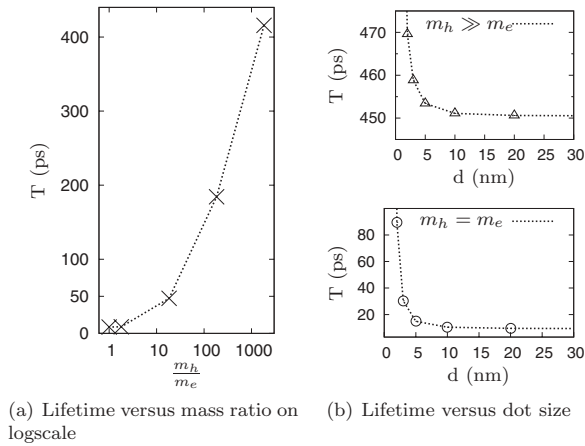 400
300
200
100
50
0
T (ps)
1
10
100
1000
m_h
m_e
(a) Lifetime versus mass ratio on
logscale
m_h ≫ m_e
470
460
450
T (ps)
0 5 10 15 20 25 30
d (nm)
m_h = m_e
80
60
40
20
T (ps)
0 5 10 15 20 25 30
d (nm)
(b) Lifetime versus dot size